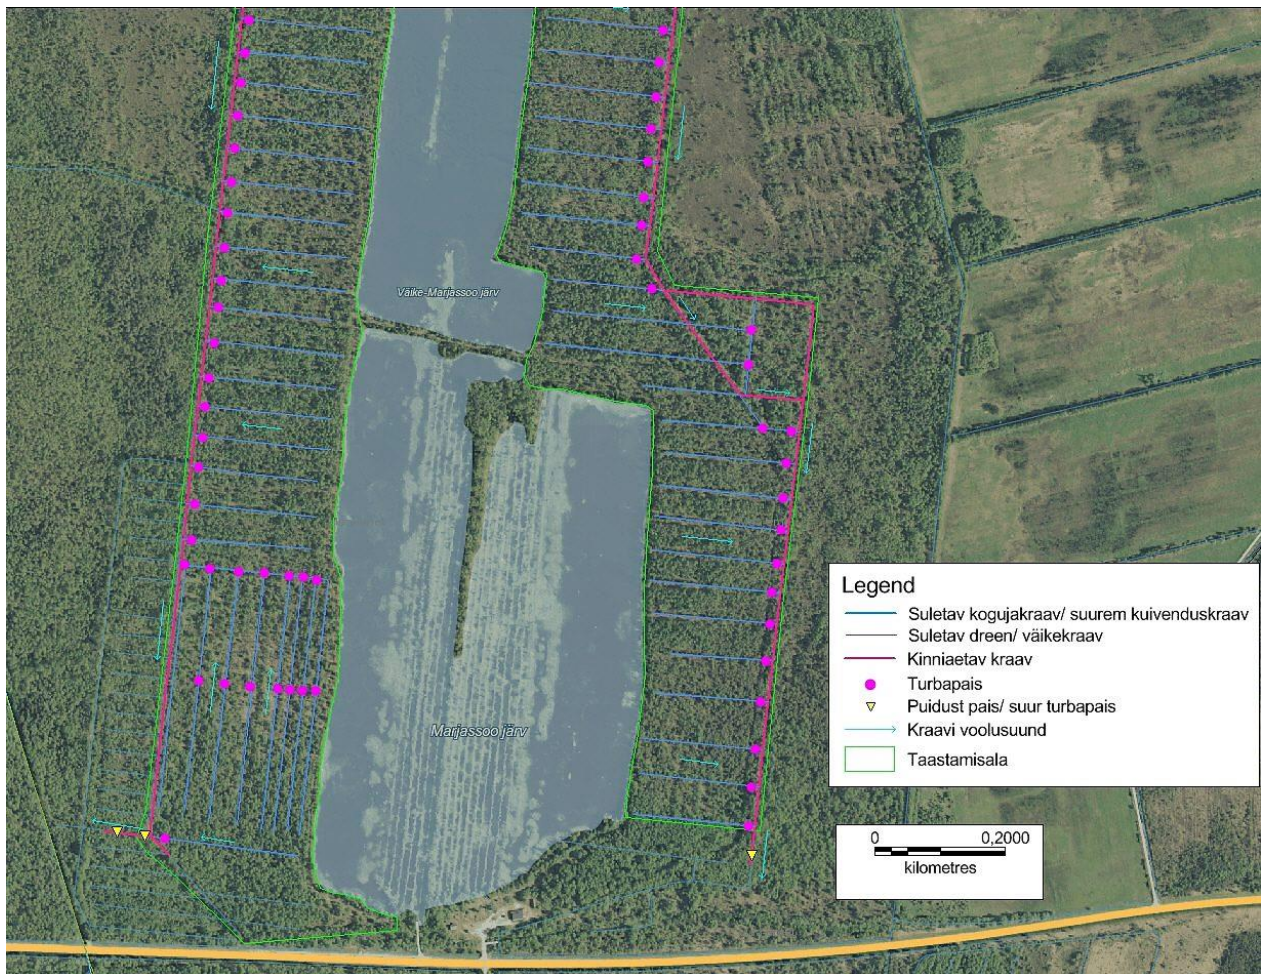 Väike-Marjassoo järv
Marjassoo järv
Legend
Suletav kogujakraav/ suurem kuivenduskraav
Suletav dreen/ väikekraav
Kinniaetav kraav
Turbapais
Puidust pais/ suur turbapais
Kraavi voolusuund
Taastamisala
0 0,2000
kilometres